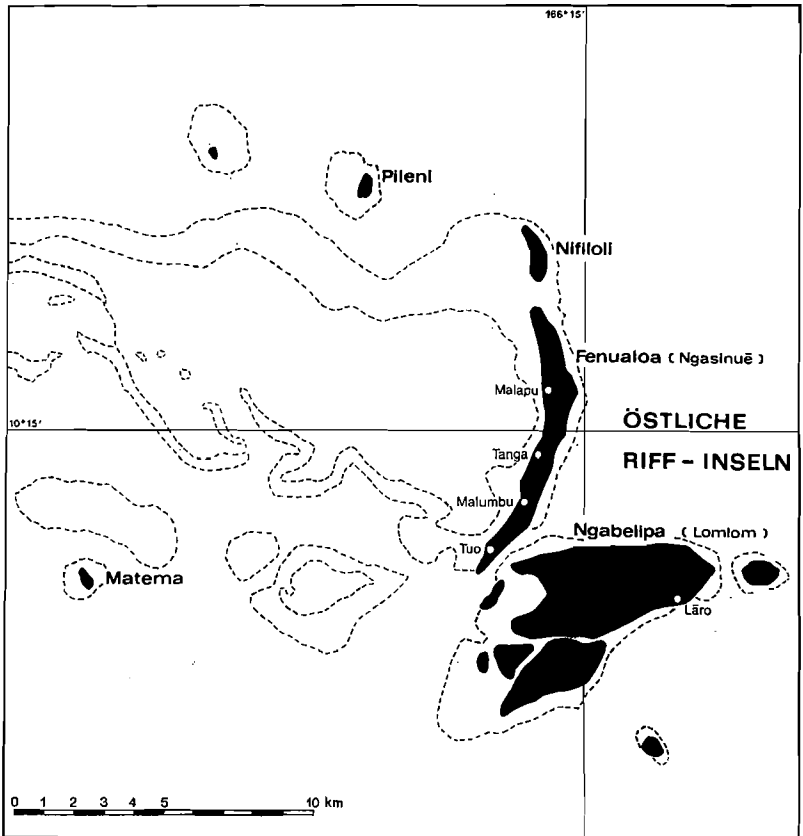 166°15'
Pileni
Nifiloli
Fenualoa (Ngasinuē)
Malapu
ÖSTLICHE
10°15'
Tanga
RIFF-INSELN
Malumbu
Ngabelipa (Lomlom)
Tuo
Matema
Lāro
0 1 2 3 4 5 10 km